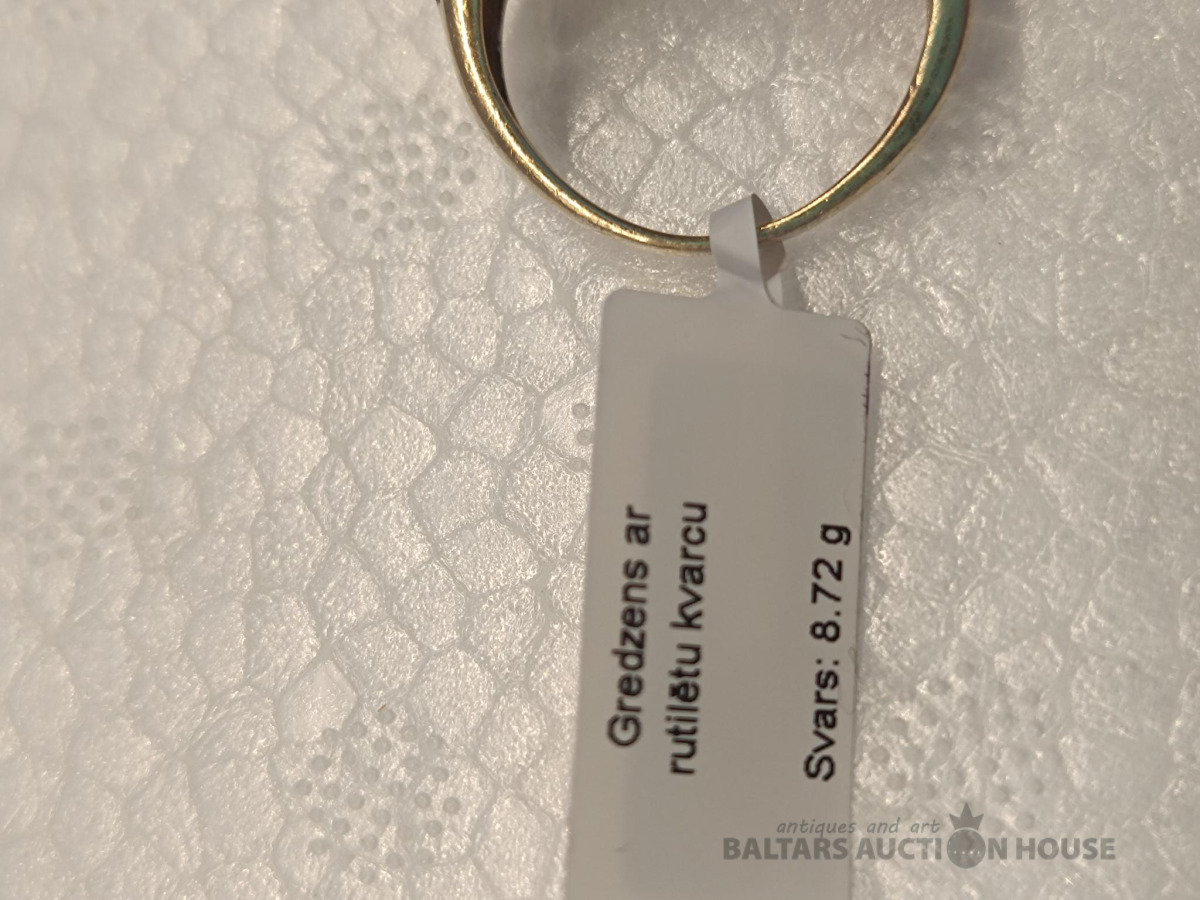 Gredzens ar
rutilētu kvarcu
Svars: 8.72 g
antiques and art
BALTARS AUCTION HOUSE